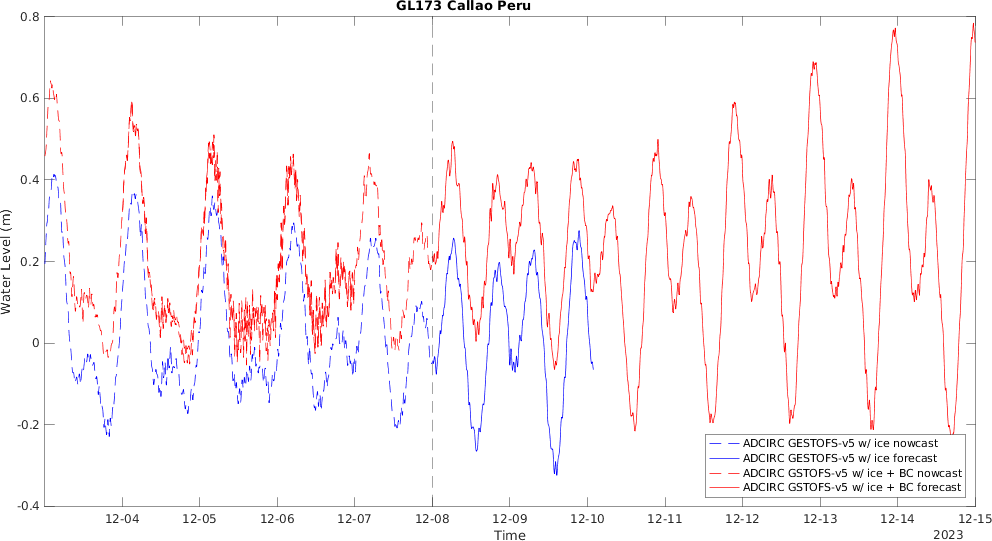 GL173 Callao Peru
0.8
0.6
0.4
0.2
0
-0.2
-0.4
Water Level (m)
12-04 12-05 12-06 12-07 12-08 12-09 12-10 12-11 12-12 12-13 12-14 12-15
Time
2023
ADCIRC GESTOFS-v5 w/ ice nowcast
ADCIRC GESTOFS-v5 w/ ice forecast
ADCIRC GSTOFS-v5 w/ ice + BC nowcast
ADCIRC GSTOFS-v5 w/ ice + BC forecast